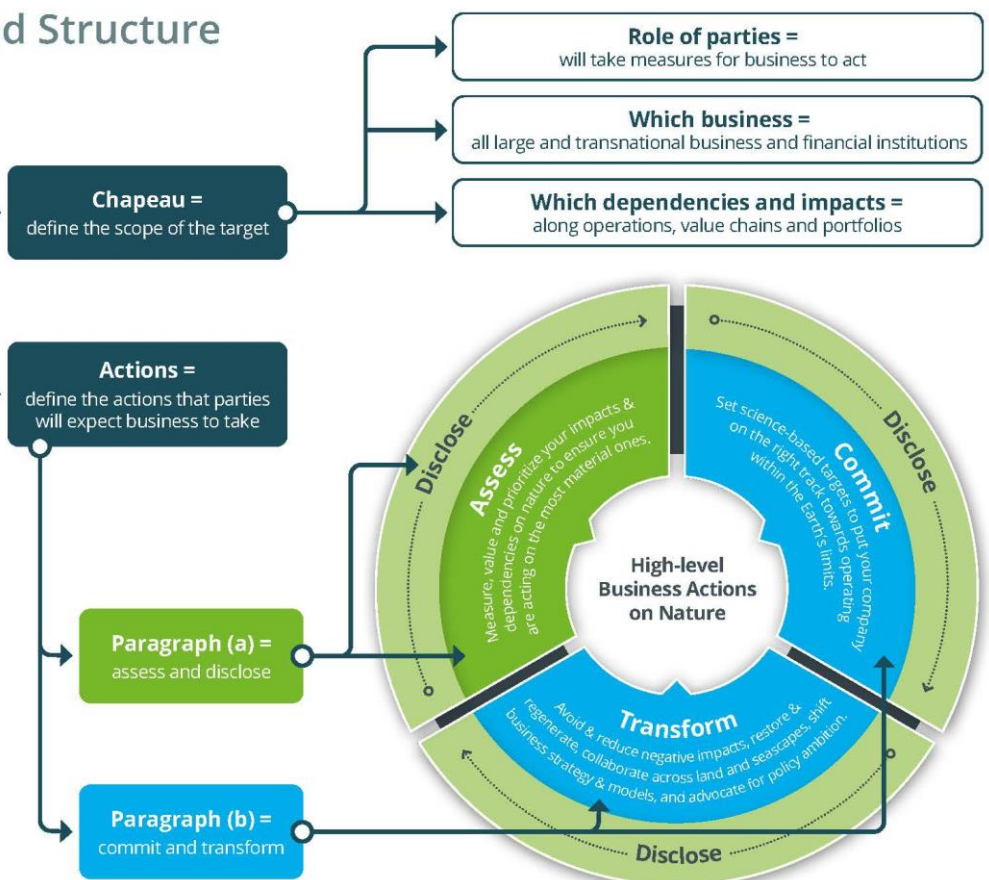 d Structure
Role of parties =
will take measures for business to act
Which business =
all large and transnational business and financial institutions
Chapeau =
define the scope of the target
Which dependencies and impacts =
along operations, value chains and portfolios
Actions =
define the actions that parties
will expect business to take
Paragraph (a) =
assess and disclose
Paragraph (b) =
commit and transform
Disclose
Assess
Measure, value and prioritize your impacts &
dependencies on nature to ensure you
are acting on the most material ones.
Disclose
Commit
Set science-based targets to put your company
on the right track towards operating
within the Earth's limits.
High-level
Business Actions
on Nature
Transform
Avoid & reduce negative impacts, restore &
regenerate, collaborate across land and seascapes, shift
business strategy & models, and advocate for policy ambition.
Disclose